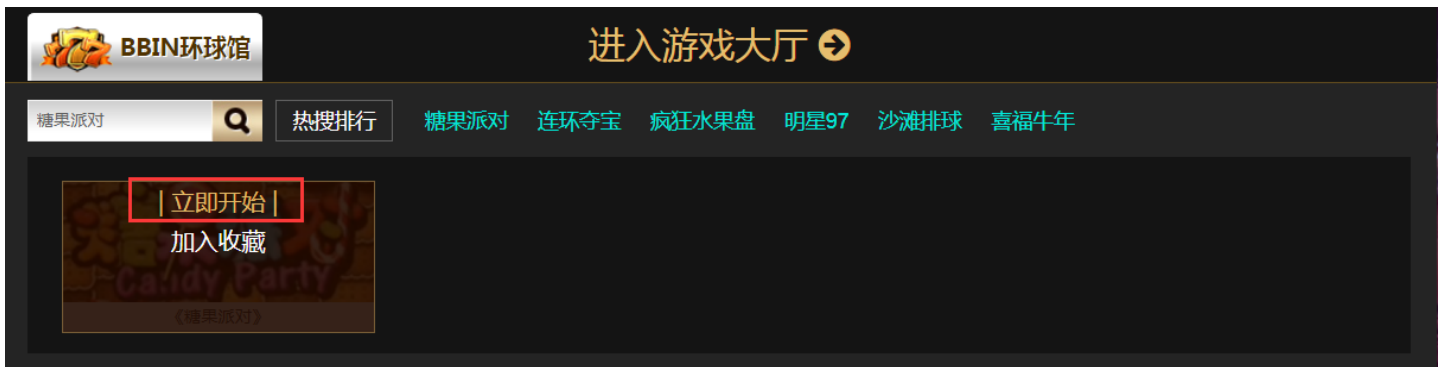 BBIN环球馆
进入游戏大厅
糖果派对
热搜排行 糖果派对 连环夺宝 疯狂水果盘 明星97 沙滩排球 喜福牛年
| 立即开始 |
加入收藏
Candy Party
《糖果派对》